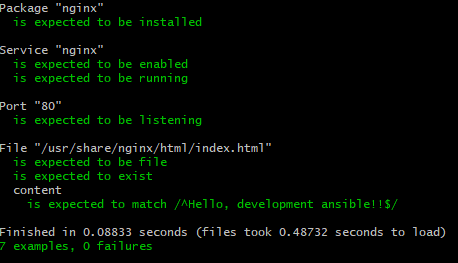 Package "nginx"
is expected to be installed
Service "nginx"
is expected to be enabled
is expected to be running
Port "80"
is expected to be listening
File "/usr/share/nginx/html/index.html"
is expected to be file
is expected to exist
content
is expected to match /^Hello, development ansible!!$/
Finished in 0.08833 seconds (files took 0.48732 seconds to load)
7 examples, 0 failures